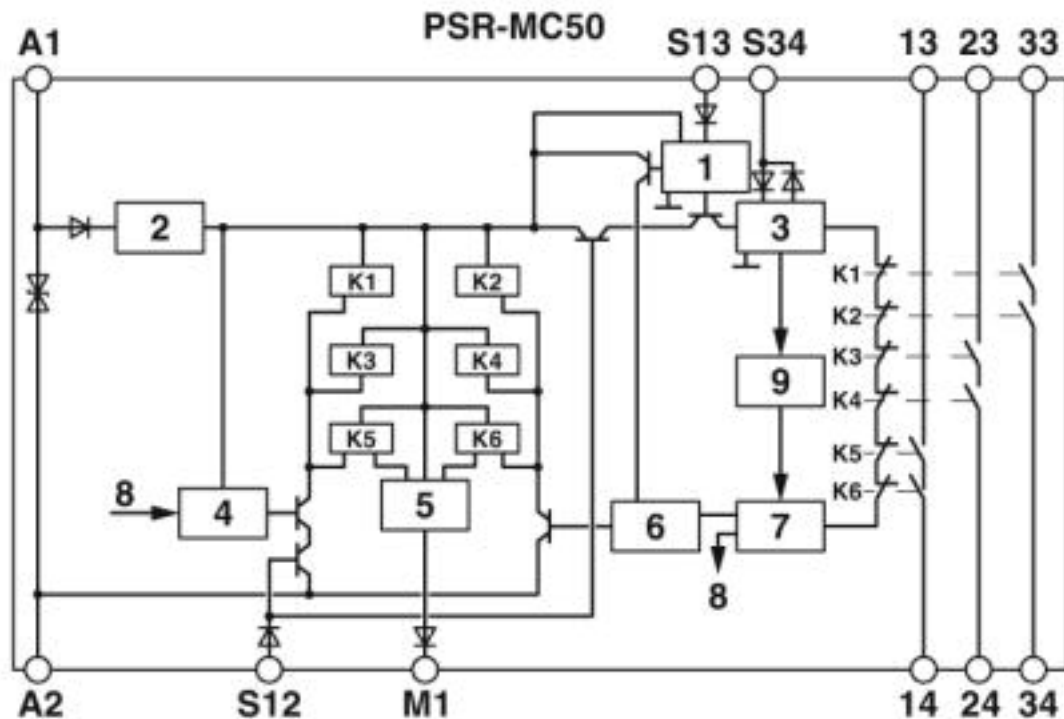 PSR-MC50
A1 S13 S34 13 23 33
1
2 3
K1 K2 K1
K2
K3 K4 9 K3
K4
K5 K6 K5
8 4 5 6 7 K6
8
A2 S12 M1 14 24 34